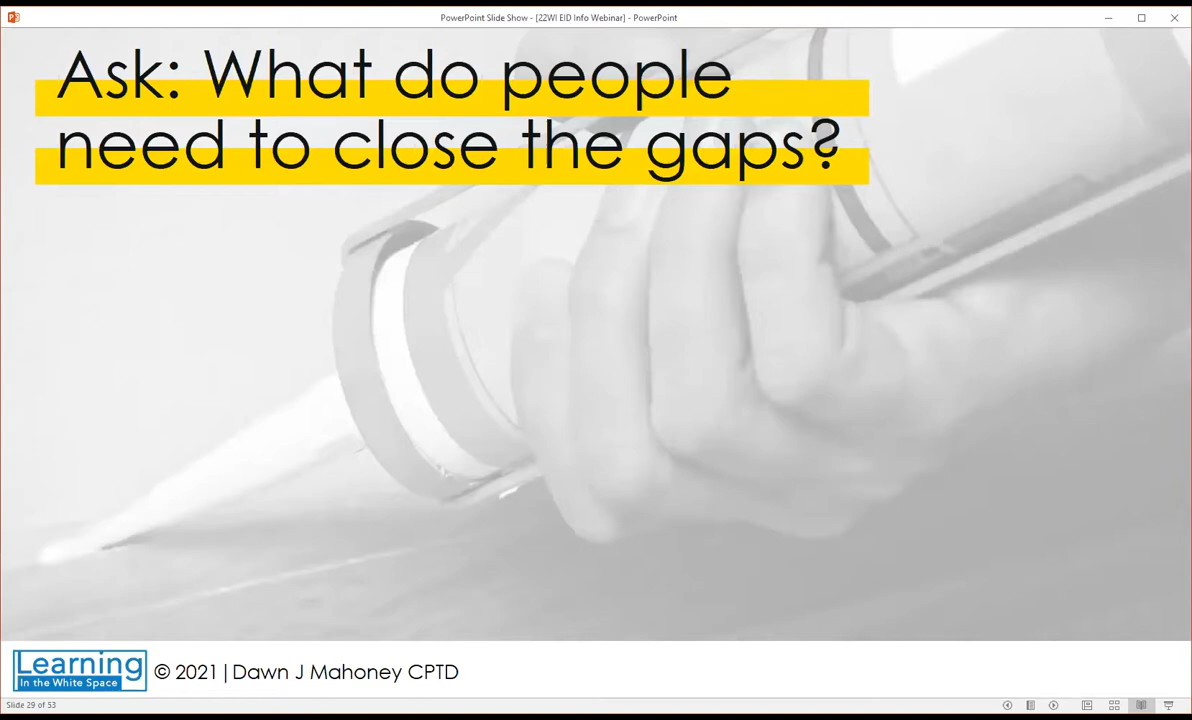 PowerPoint Slide Show - [22WI EID Info Webinar] - PowerPoint
Ask: What do people
need to close the gaps?
Learning
In the White Space
© 2021 | Dawn J Mahoney CPTD
Slide 29 of 53